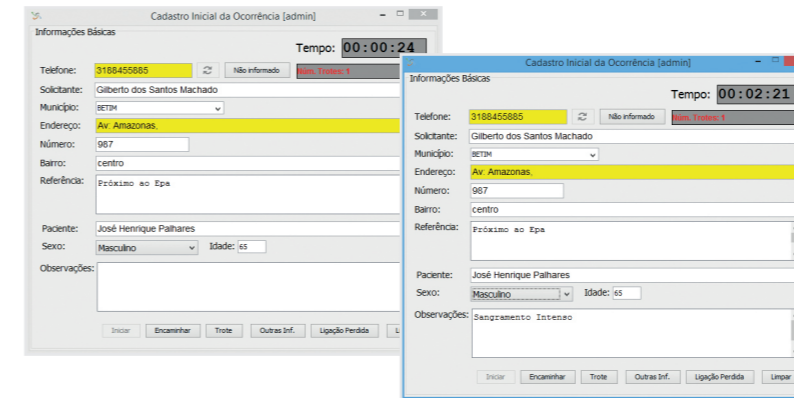 Cadastro Inicial da Ocorrência [admin]
Informações Básicas
Tempo: 00:00:24
Telefone: 3188455885 Não informado Núm. Trotes: 1
Solicitante: Gilberto dos Santos Machado
Município: BETIM
Endereço: Av. Amazonas,
Número: 987
Bairro: centro
Referência: Próximo ao Epa
Paciente: José Henrique Palhares
Sexo: Masculino Idade: 65
Observações:
Iniciar Encaminhar Trote Outras Inf. Ligação Perdida L
Cadastro Inicial da Ocorrência [admin]
Informações Básicas
Tempo: 00:02:21
Telefone: 3188455885 Não informado Núm. Trotes: 1
Solicitante: Gilberto dos Santos Machado
Município: BETIM
Endereço: Av. Amazonas,
Número: 987
Bairro: centro
Referência: Próximo ao Epa
Paciente: José Henrique Palhares
Sexo: Masculino Idade: 65
Observações: Sangramento Intenso
Iniciar Encaminhar Trote Outras Inf. Ligação Perdida Limpar